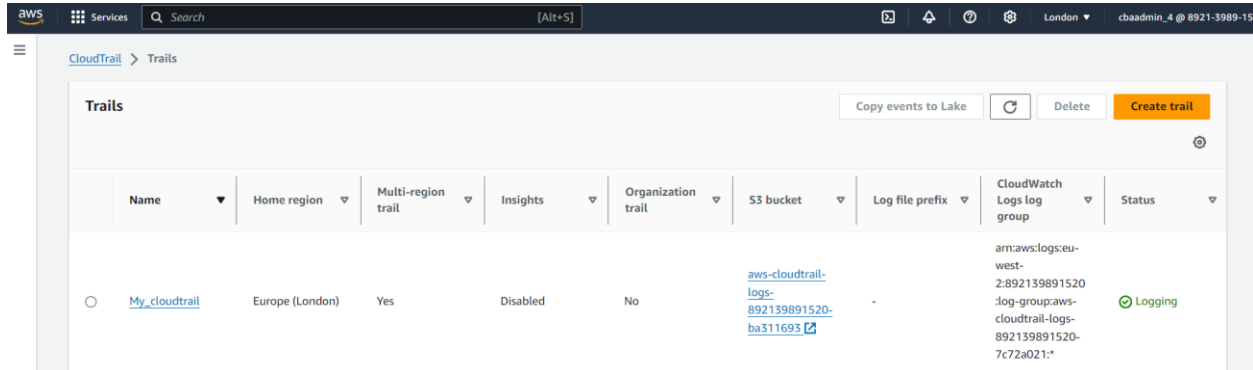 aws
Services
Search
[Alt+S]
London
cbaadmin_4 @ 8921-3989-15
CloudTrail > Trails
Trails
Copy events to Lake
Delete
Create trail
Name
Home region
Multi-region
trail
Insights
Organization
trail
S3 bucket
Log file prefix
CloudWatch
Logs log
group
Status
My_cloudtrail
Europe (London)
Yes
Disabled
No
aws-cloudtrail-
logs-
892139891520-
ba311693
-
arn:aws:logs:eu-
west-
2:892139891520
:log-group:aws-
cloudtrail-logs-
892139891520-
7c72a021:*
Logging